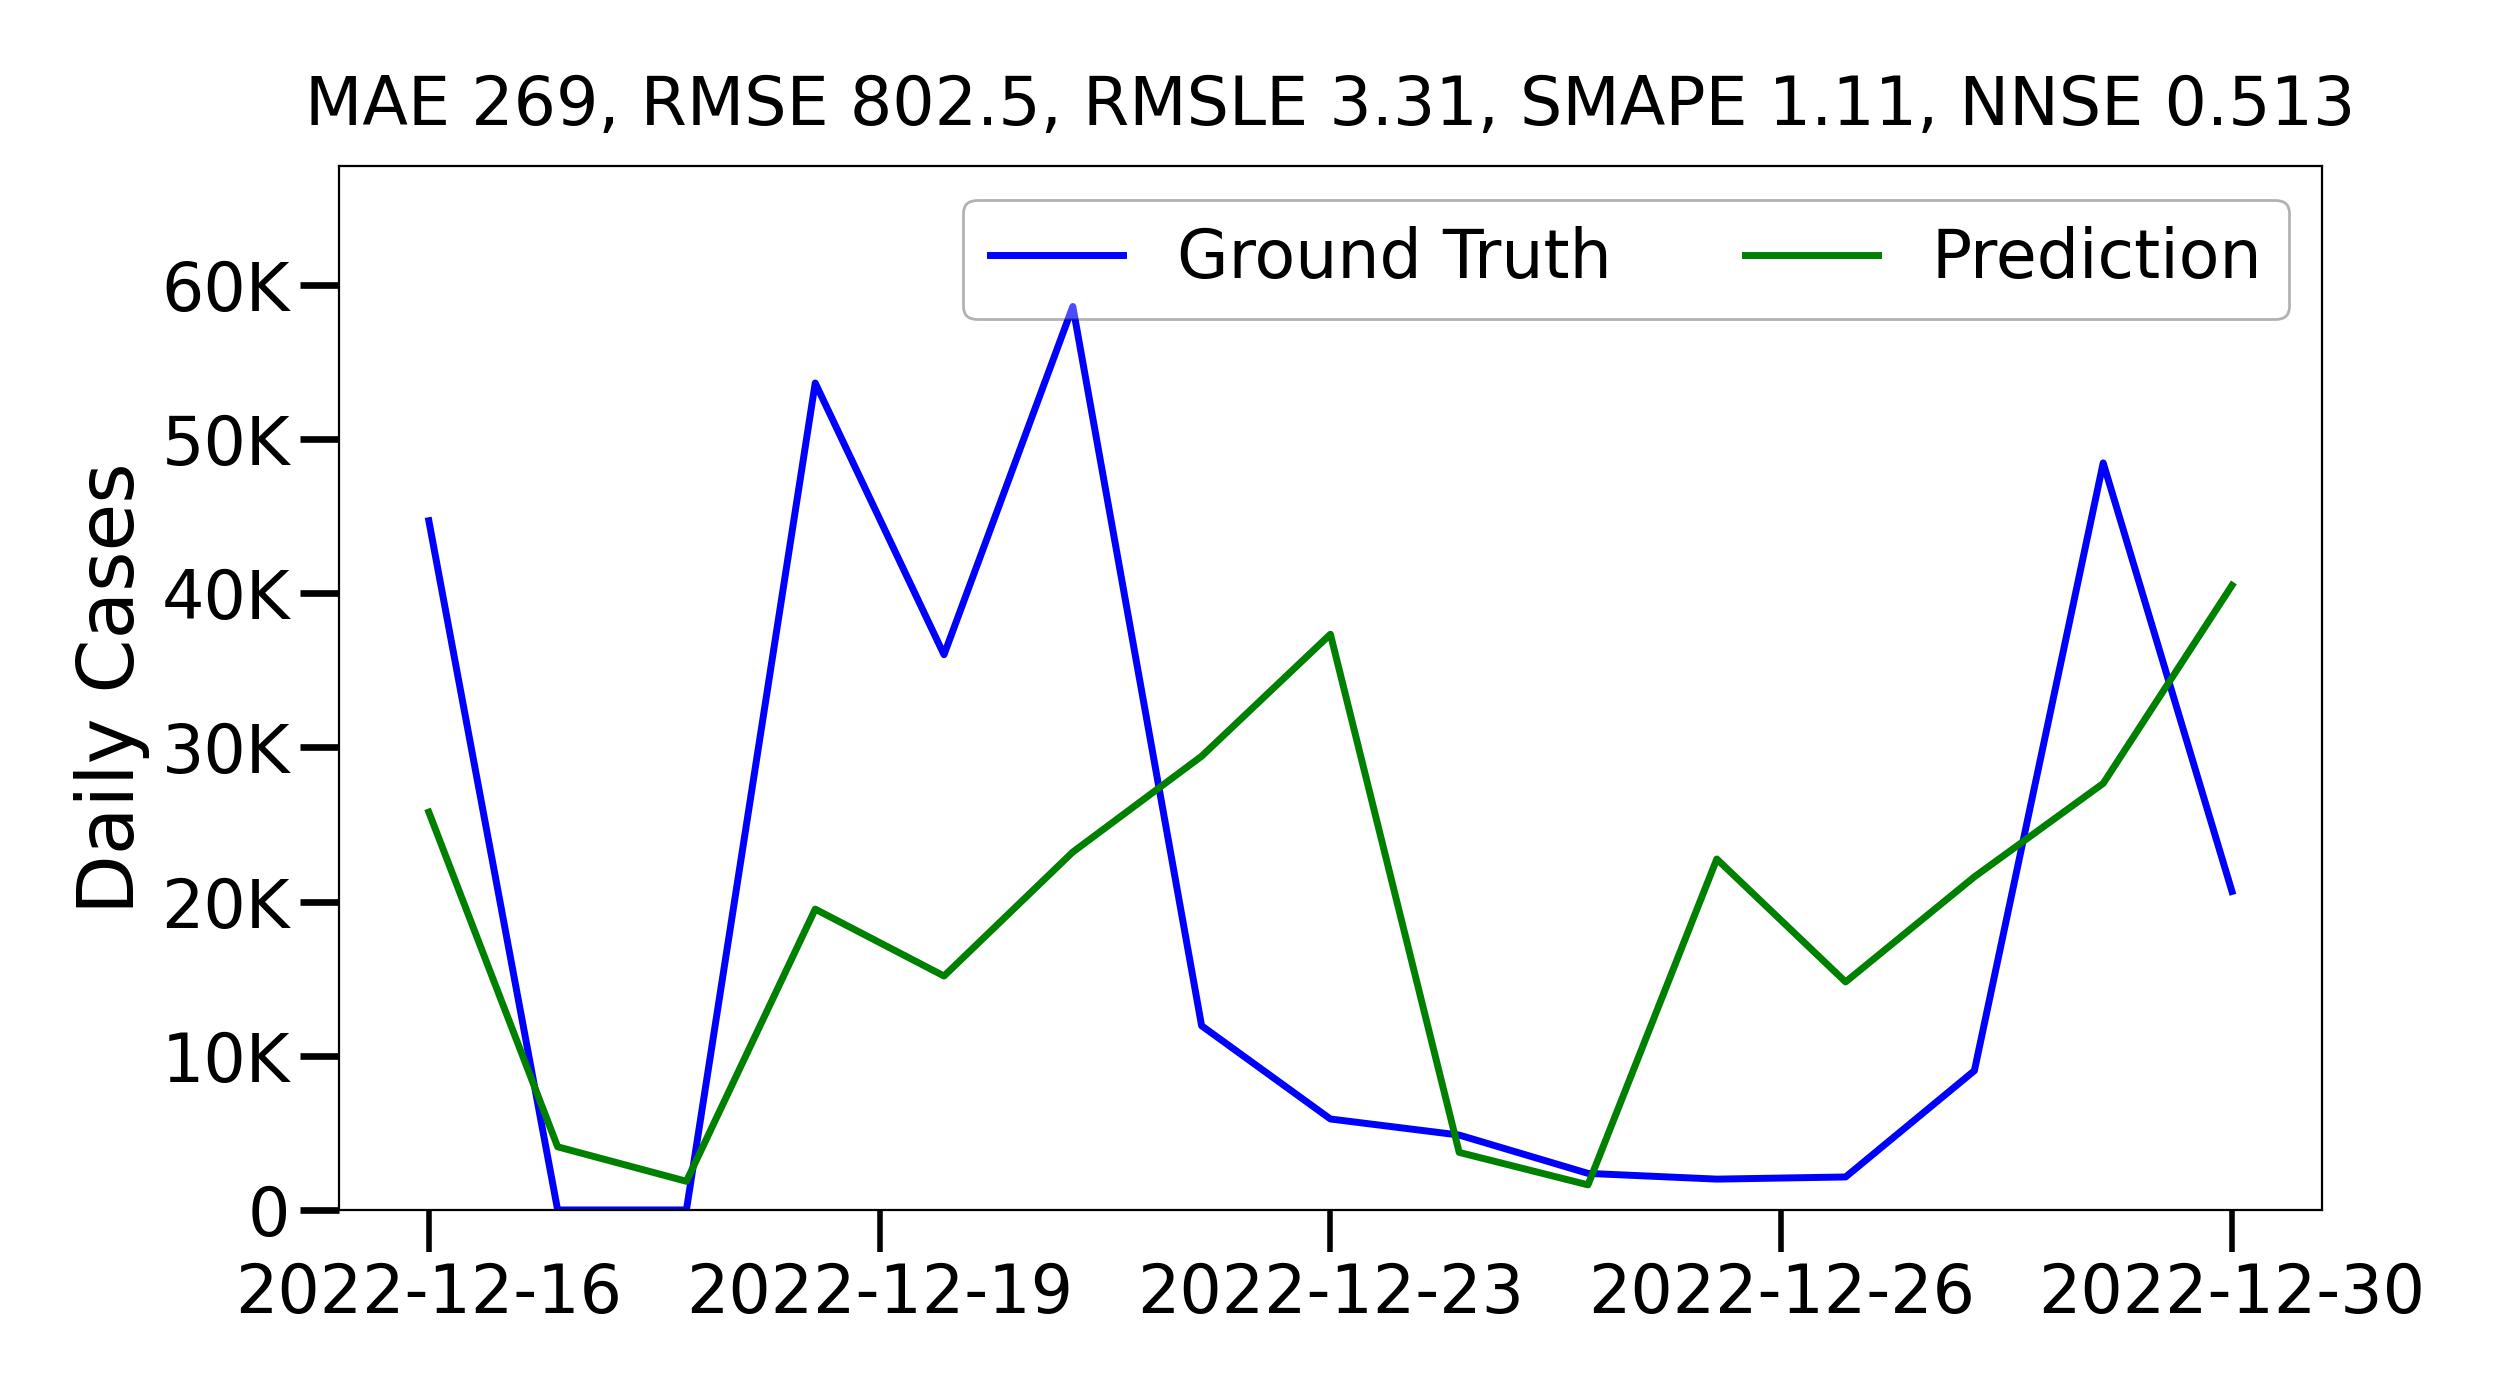 MAE 269, RMSE 802.5, RMSLE 3.31, SMAPE 1.11, NNSE 0.513
Ground Truth
Prediction
Daily Cases
60K
50K
40K
30K
20K
10K
0
2022-12-16
2022-12-19
2022-12-23
2022-12-26
2022-12-30